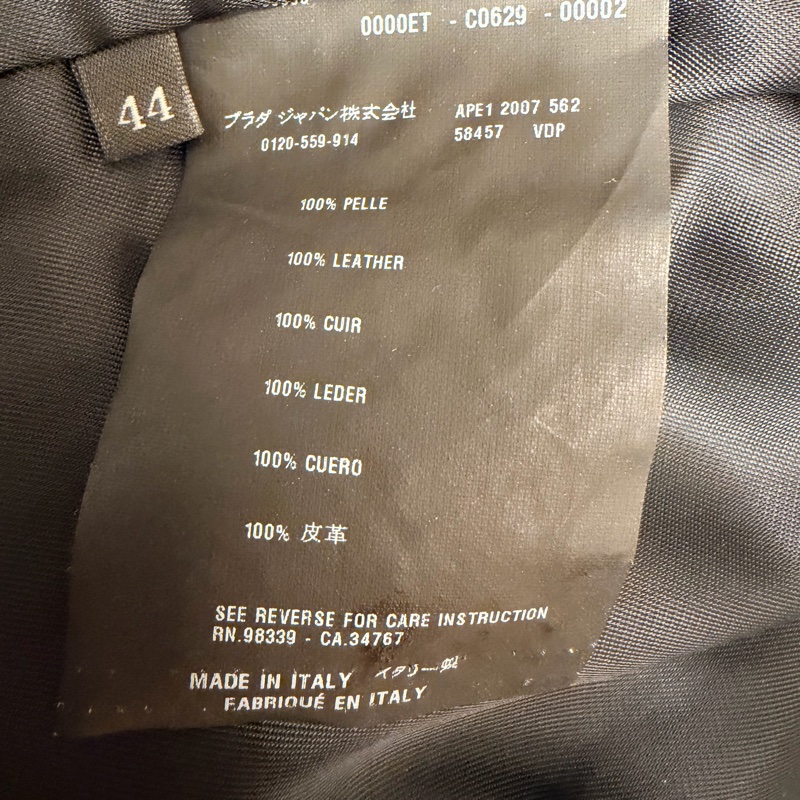 0000ET - C0629 - 00002
44
プラダ ジャパン株式会社 APE1 2007 562
0120-559-914 58457 VDP
100% PELLE
100% LEATHER
100% CUIR
100% LEDER
100% CUERO
100% 皮革
SEE REVERSE FOR CARE INSTRUCTION
RN.98339 - CA.34767
MADE IN ITALY イタリー製
FABRIQUÉ EN ITALY